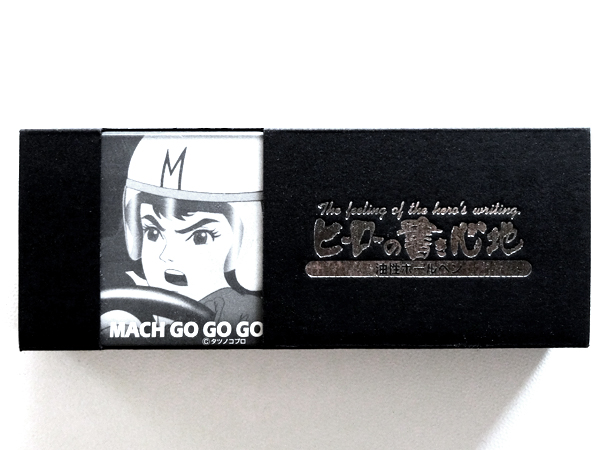 M
MACH GO GO GO
©タツノコプロ
The feeling of the hero's writing.
ヒーローの書き心地
油性ボールペン